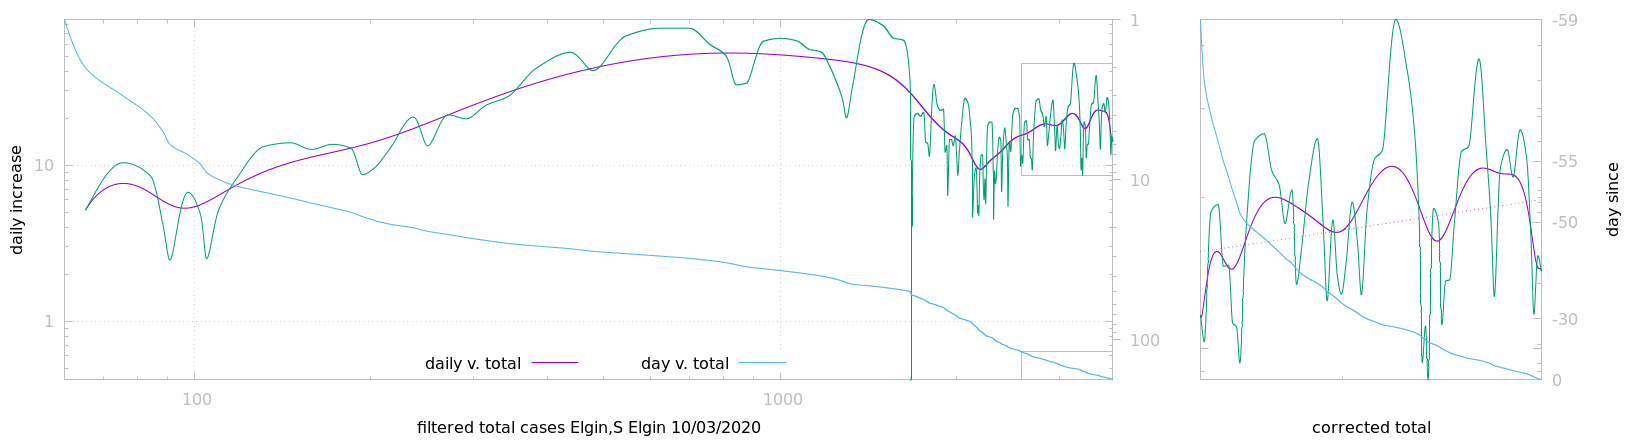 daily increase
10
1
100
1000
1
10
100
daily v. total
day v. total
filtered total cases Elgin,S Elgin 10/03/2020
-59
-55
-50
-30
0
day since
corrected total